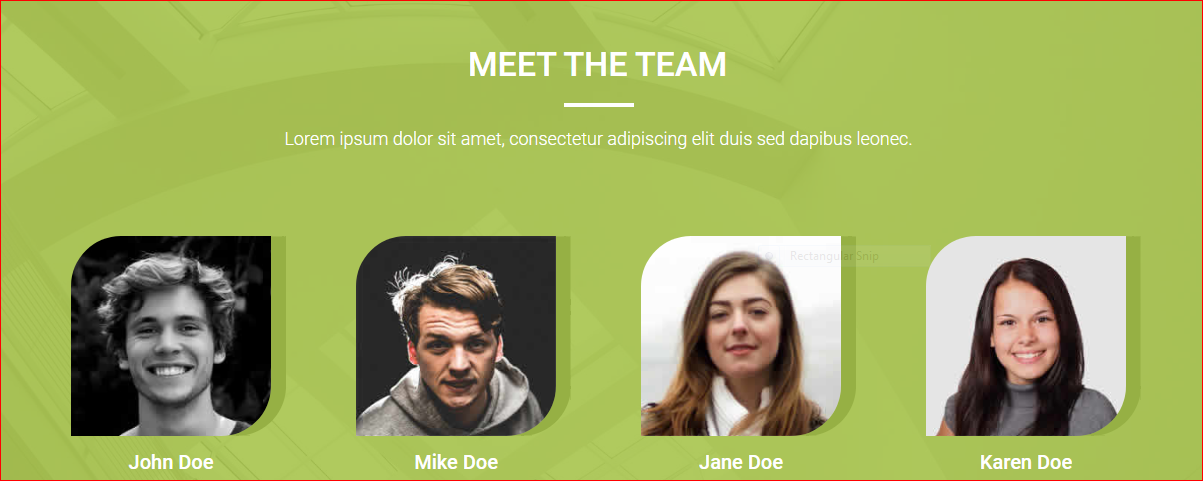 MEET THE TEAM
Lorem ipsum dolor sit amet, consectetur adipiscing elit duis sed dapibus leonec.
Rectangular Snip
John Doe
Mike Doe
Jane Doe
Karen Doe